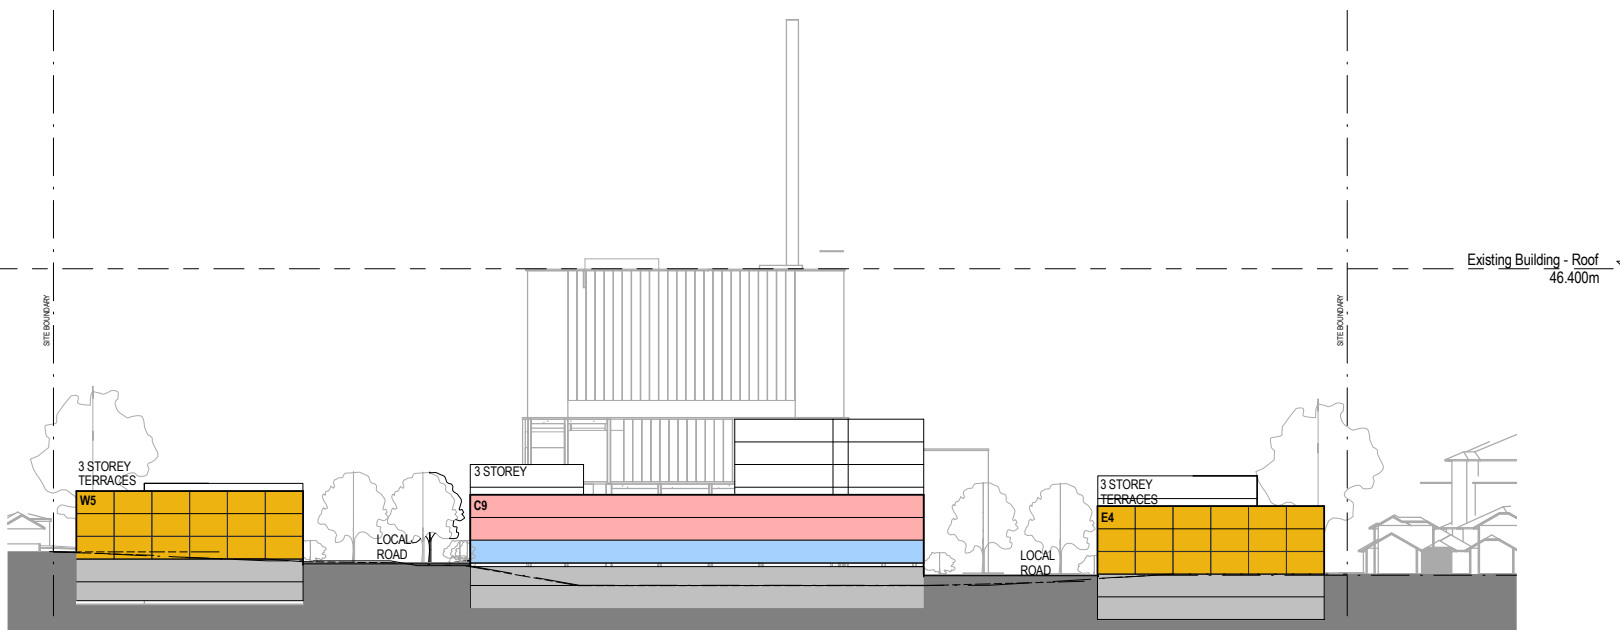 Existing Building - Roof
46.400m
SITE BOUNDARY
SITE BOUNDARY
3 STOREY
TERRACES
W5
LOCAL
ROAD
3 STOREY
C9
LOCAL
ROAD
3 STOREY
TERRACES
E4